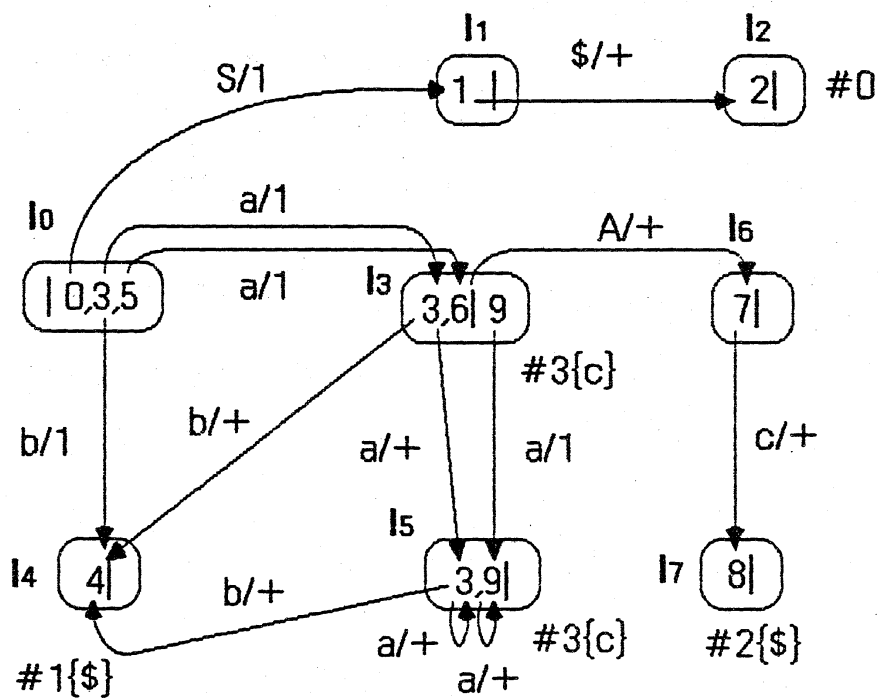 I1
I2
S/1
$/+
1 |
2|
#0
I0
a/1
A/+
I6
| 0,3,5
a/1
I3
3,6| 9
7|
#3{c}
b/1
b/+
a/+
a/1
c/+
I5
I4
4|
b/+
3,9|
I7
8|
a/+
#3{c}
#2{$}
#1{$}
a/+